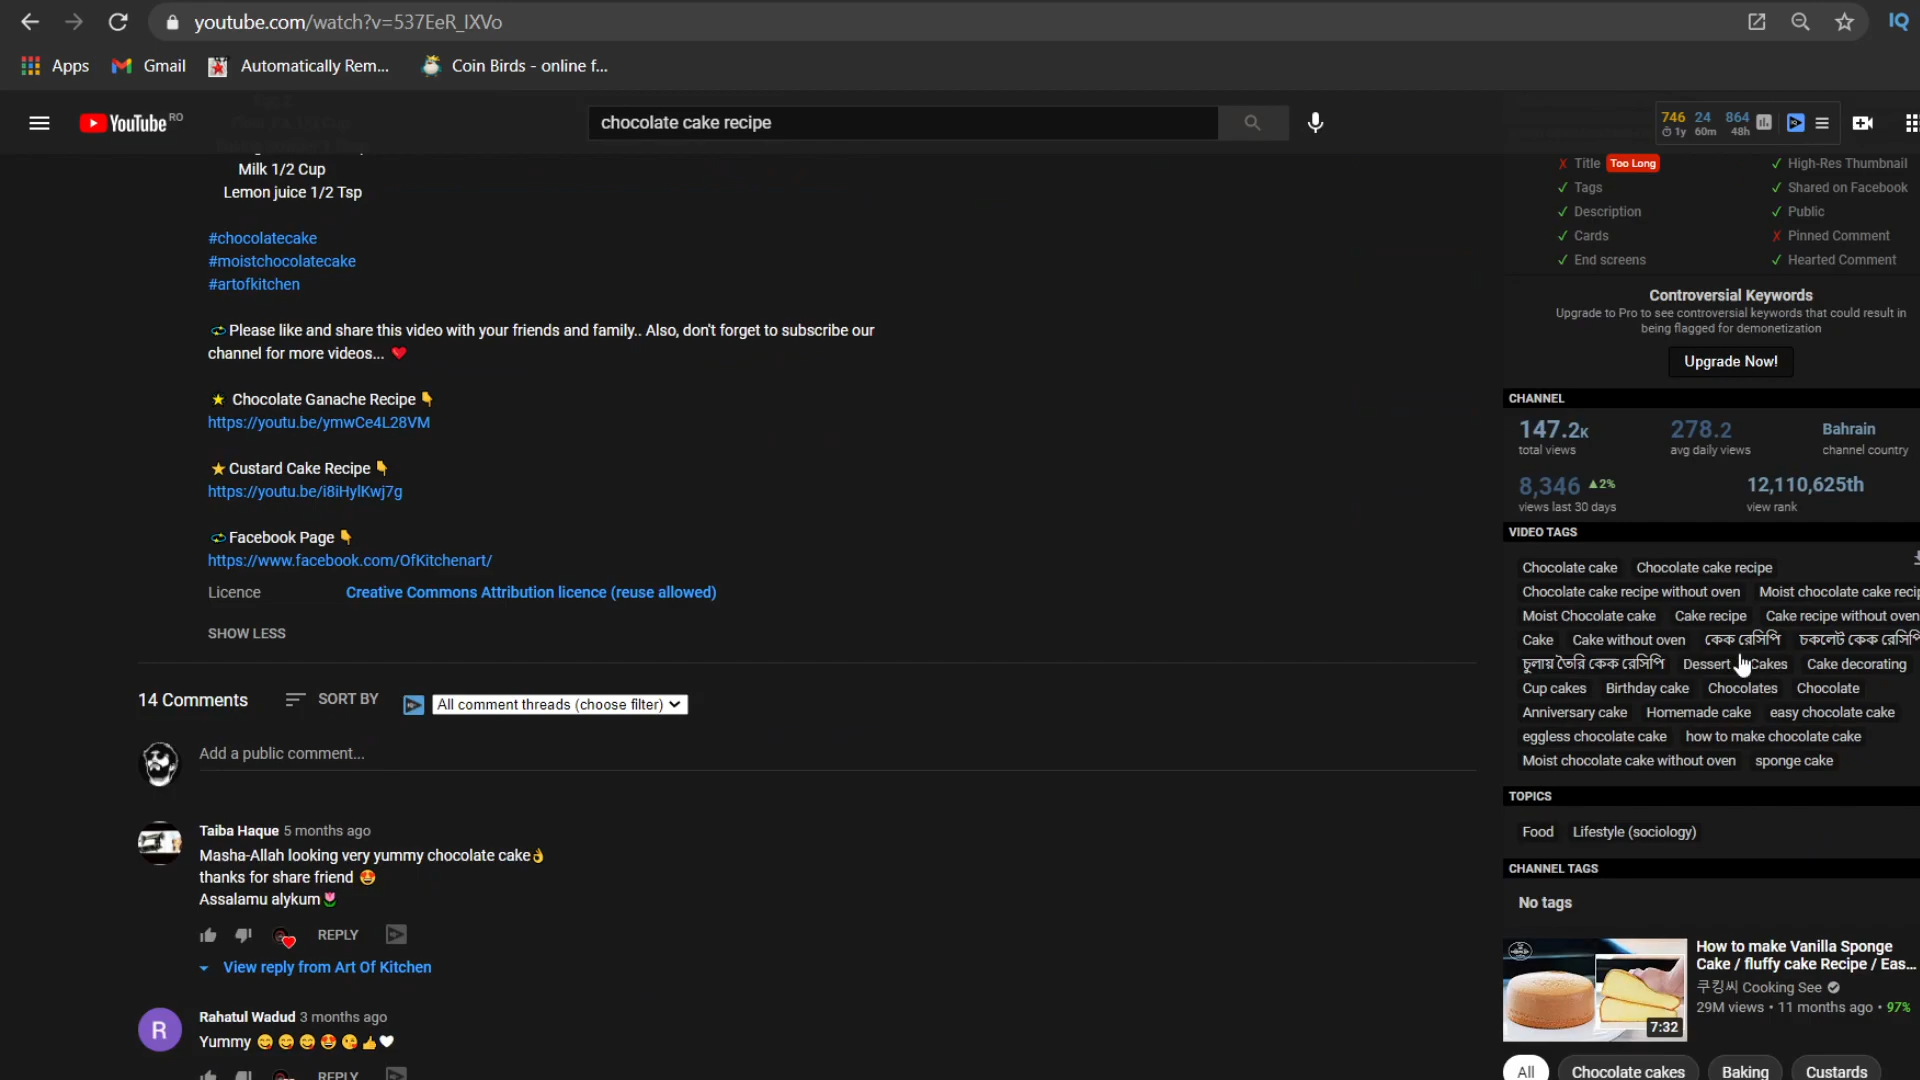 youtube.com/watch?v=537EeR_IXVo
IQ
Apps
Gmail
Automatically Rem...
Coin Birds - online f...
YouTube RO
chocolate cake recipe
746 24 864
1y 60m 48h
Milk 1/2 Cup
Lemon juice 1/2 Tsp
#chocolatecake
#moistchocolatecake
#artofkitchen
Please like and share this video with your friends and family.. Also, don't forget to subscribe our
channel for more videos... ❤
⭐ Chocolate Ganache Recipe 👇
https://youtu.be/ymwCe4L28VM
⭐Custard Cake Recipe 👇
https://youtu.be/i8iHylKwj7g
Facebook Page 👇
https://www.facebook.com/OfKitchenart/
Licence Creative Commons Attribution licence (reuse allowed)
SHOW LESS
14 Comments
SORT BY
All comment threads (choose filter)
Add a public comment...
Taiba Haque 5 months ago
Masha-Allah looking very yummy chocolate cake👌
thanks for share friend 🤩
Assalamu alykum🌷
REPLY
View reply from Art Of Kitchen
R
Rahatul Wadud 3 months ago
Yummy 😋😋😋🤩😘👍🤍
REPLY
✗ Title Too Long
✓ Tags
✓ Description
✓ Cards
✓ End screens
✓ High-Res Thumbnail
✓ Shared on Facebook
✓ Public
✗ Pinned Comment
✓ Hearted Comment
Controversial Keywords
Upgrade to Pro to see controversial keywords that could result in
being flagged for demonetization
Upgrade Now!
CHANNEL
147.2K 278.2 Bahrain
total views avg daily views channel country
8,346 ▲2% 12,110,625th
views last 30 days view rank
VIDEO TAGS
Chocolate cake Chocolate cake recipe
Chocolate cake recipe without oven Moist chocolate cake recip
Moist Chocolate cake Cake recipe Cake recipe without oven
Cake Cake without oven কেক রেসিপি চকলেট কেক রেসিপি
চুলায় তৈরি কেক রেসিপি Dessert Cakes Cake decorating
Cup cakes Birthday cake Chocolates Chocolate
Anniversary cake Homemade cake easy chocolate cake
eggless chocolate cake how to make chocolate cake
Moist chocolate cake without oven sponge cake
TOPICS
Food Lifestyle (sociology)
CHANNEL TAGS
No tags
7:32
How to make Vanilla Sponge
Cake / fluffy cake Recipe / Eas...
쿠킹씨 Cooking See
29M views • 11 months ago • 97%
All Chocolate cakes Baking Custards